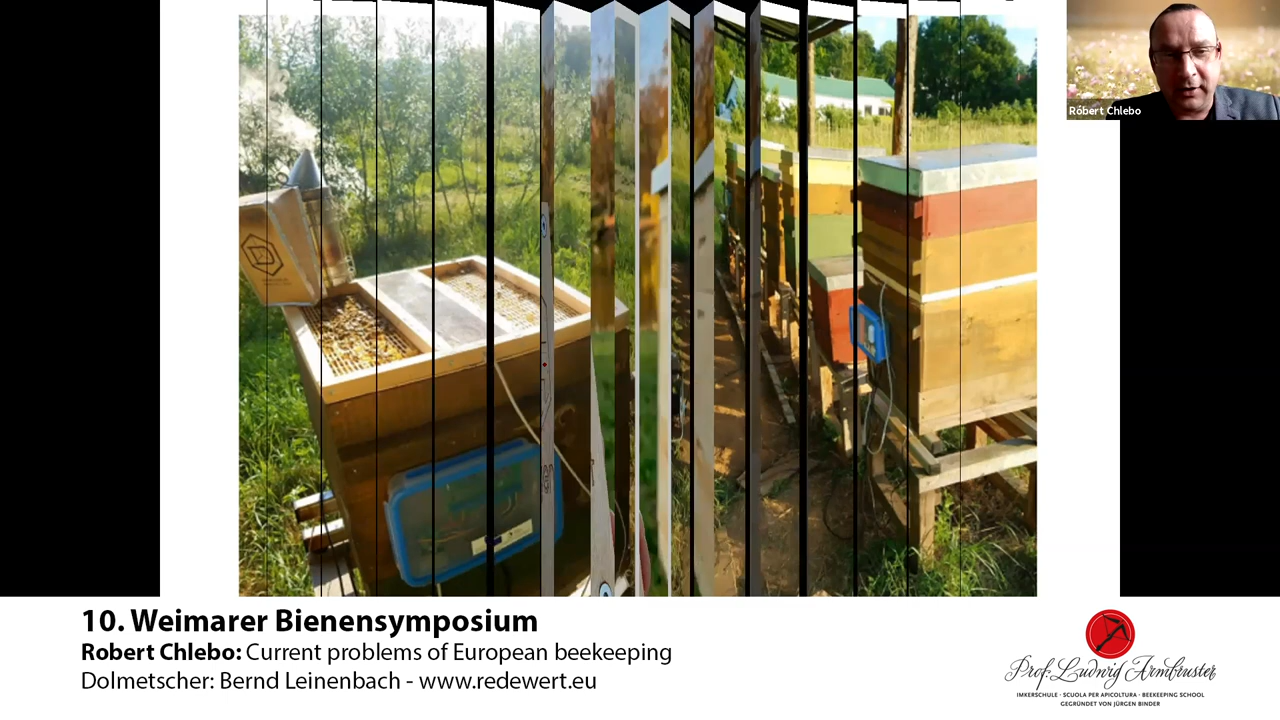 Róbert Chlebo
10. Weimarer Bienensymposium
Robert Chlebo: Current problems of European beekeeping
Dolmetscher: Bernd Leinenbach - www.redewert.eu
Prof. Ludwig Armbruster
IMKERSCHULE · SCUOLA PER APICOLTURA · BEEKEEPING SCHOOL
GEGRÜNDET VON JÜRGEN BINDER